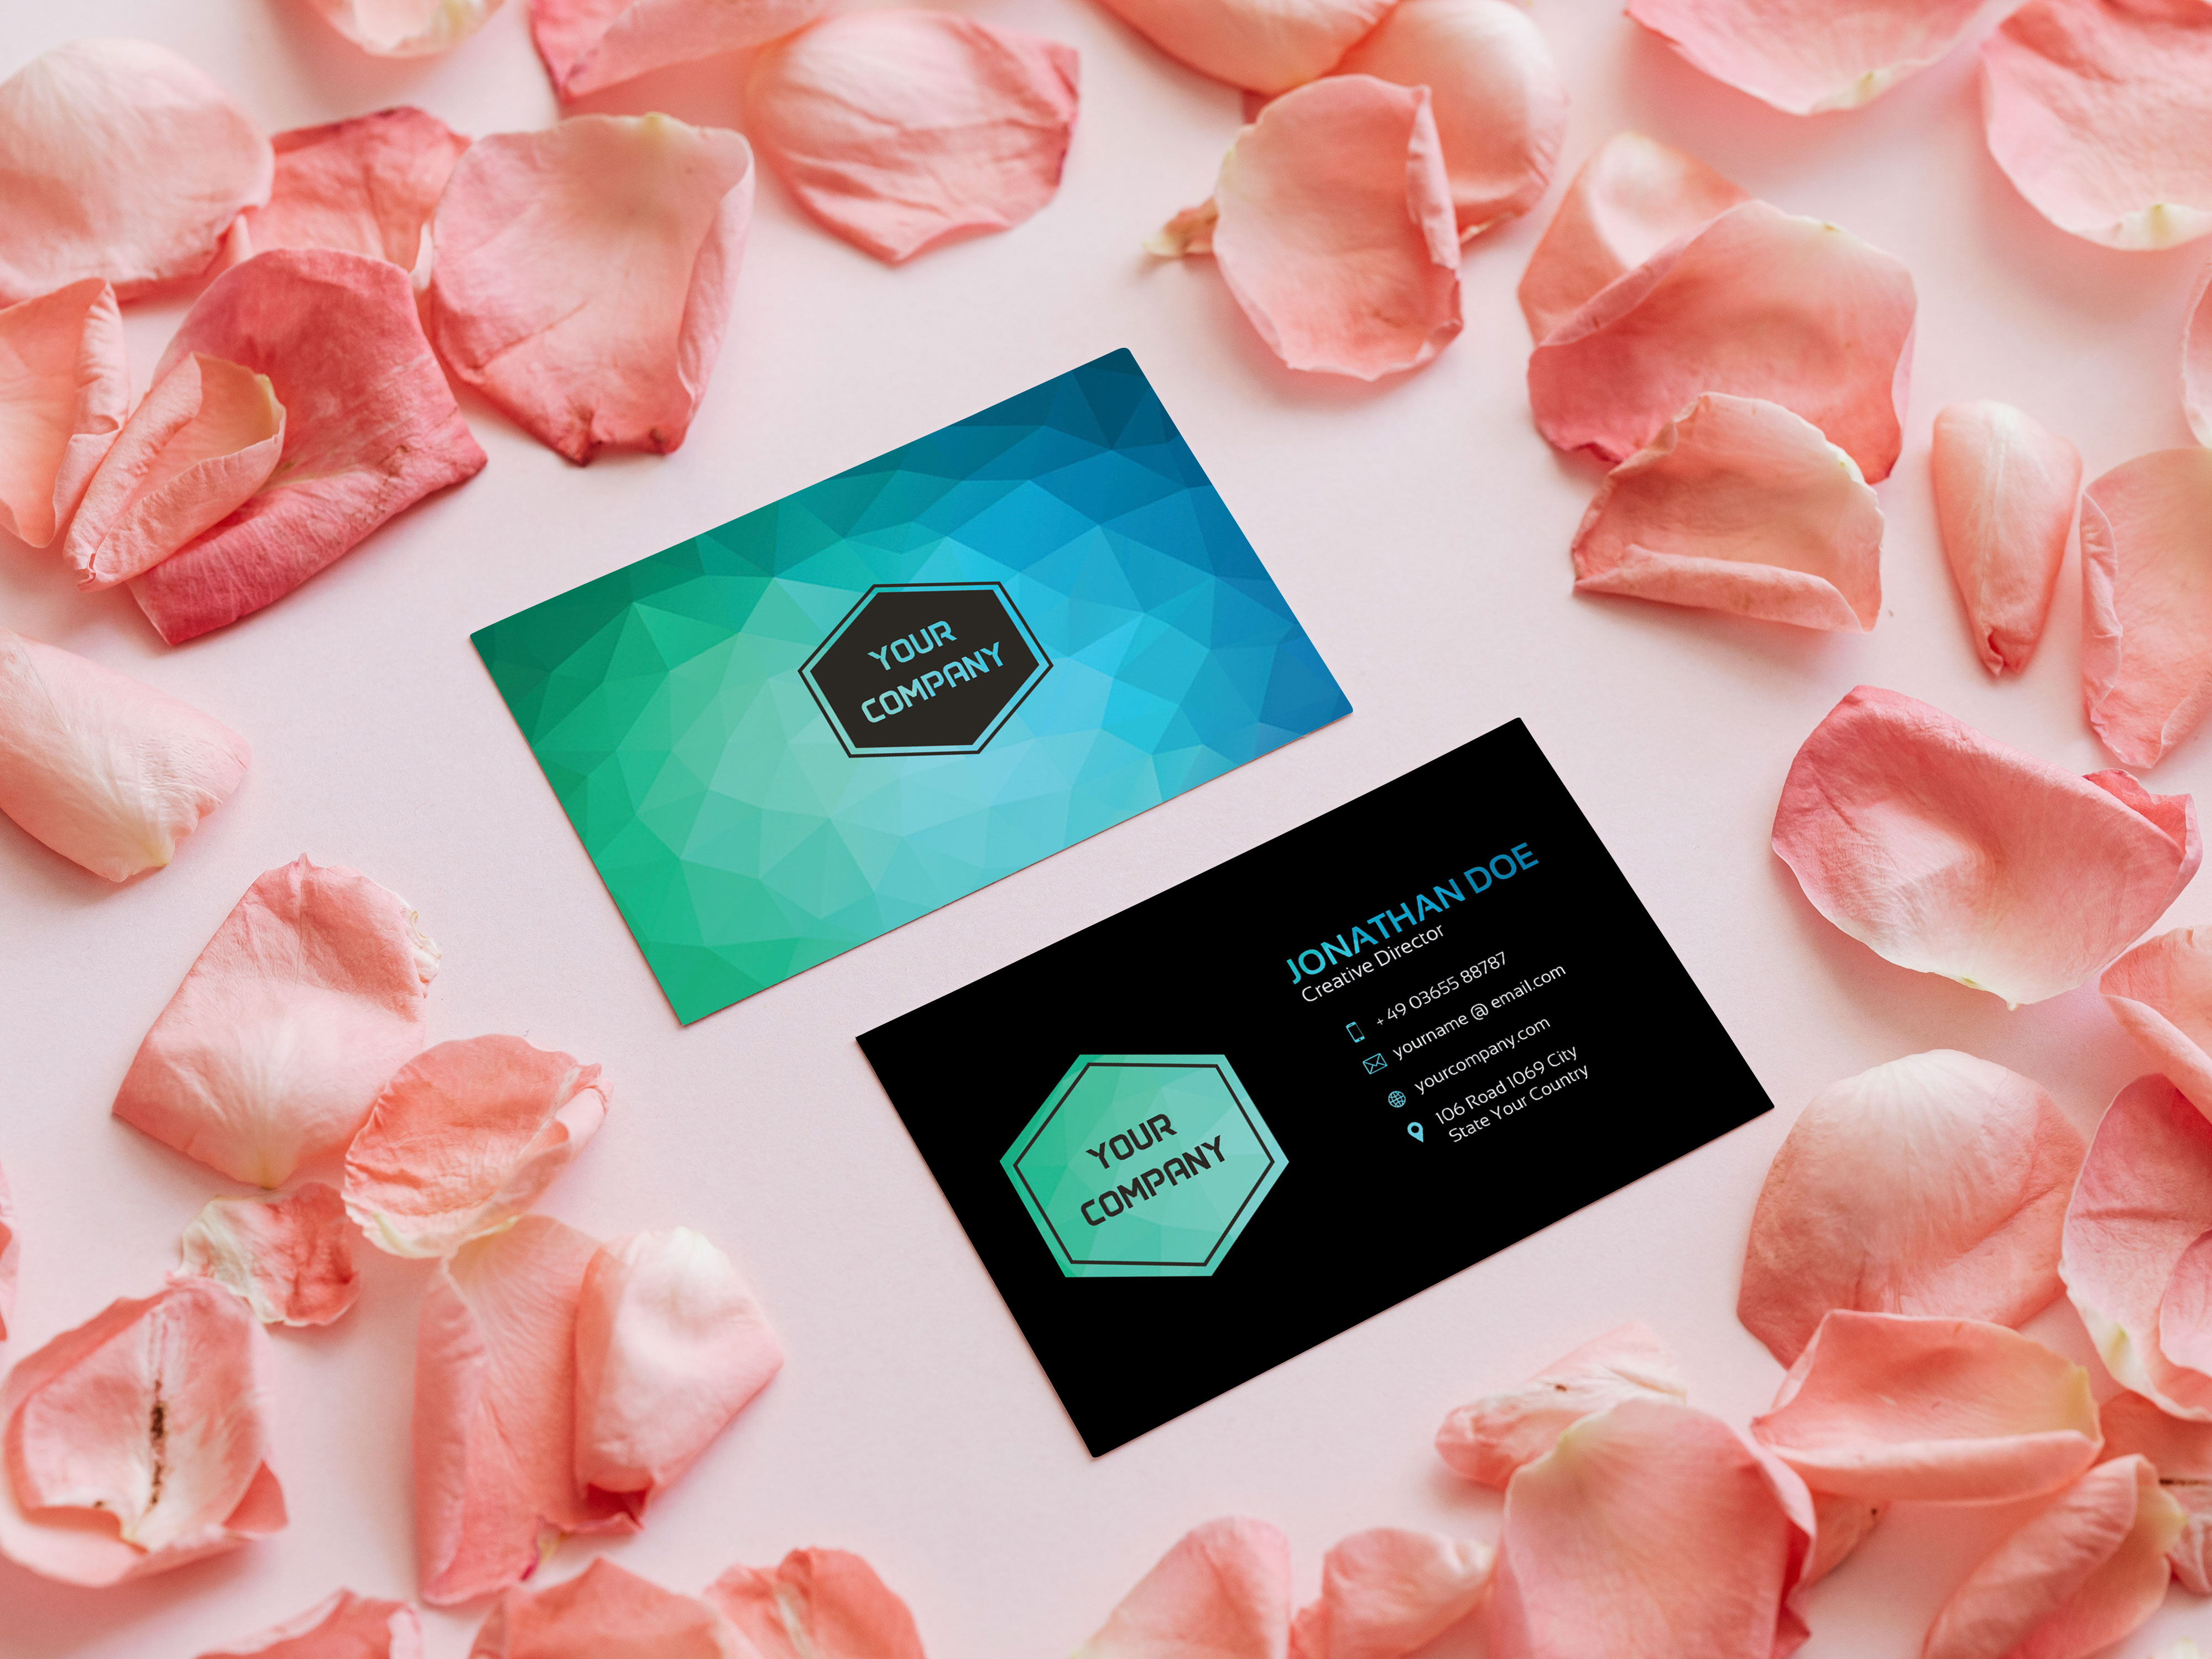 YOUR
COMPANY
JONATHAN DOE
Creative Director
+49 03655 88787
yourname @ email.com
yourcompany.com
106 Road 1069 City
State Your Country
YOUR
COMPANY